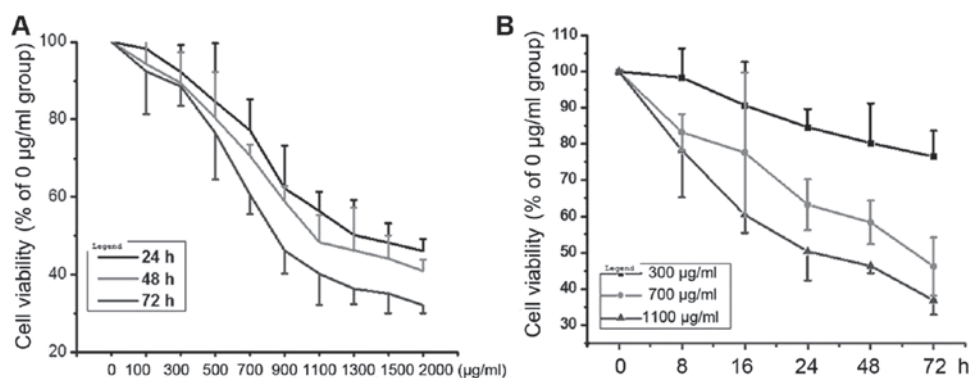 A
Cell viability (% of 0 µg/ml group)
100
80
60
40
20
Legend
24 h
48 h
72 h
0 100 300 500 700 900 1100 1300 1500 2000 (µg/ml)
B
Cell viability (% of 0 µg/ml group)
110
100
90
80
70
60
50
40
30
Legend
300 µg/ml
700 µg/ml
1100 µg/ml
0 8 16 24 48 72 h